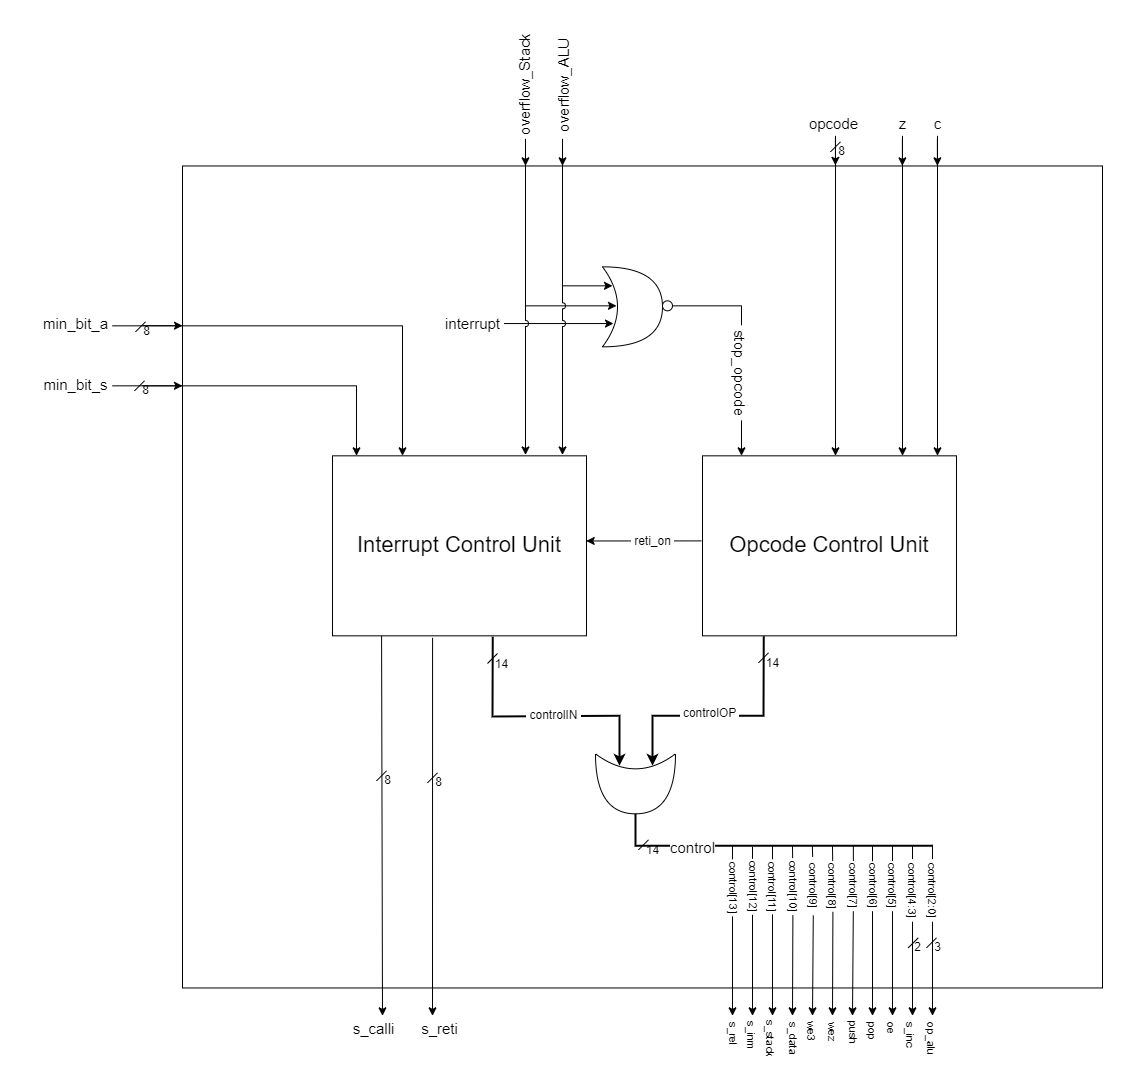 overflow_Stack
overflow_ALU
opcode
z
c
8
interrupt
min_bit_a
8
stop_opcode
min_bit_s
8
Interrupt Control Unit
reti_on
Opcode Control Unit
14
14
controlIN
controlOP
8
8
14
control
control[13]
control[12]
control[11]
control[10]
control[9]
control[8]
control[7]
control[6]
control[5]
control[4:3]
control[2:0]
2
3
s_calli
s_reti
s_rel
s_inm
s_stack
s_data
we3
wez
push
pop
oe
s_inc
op_alu